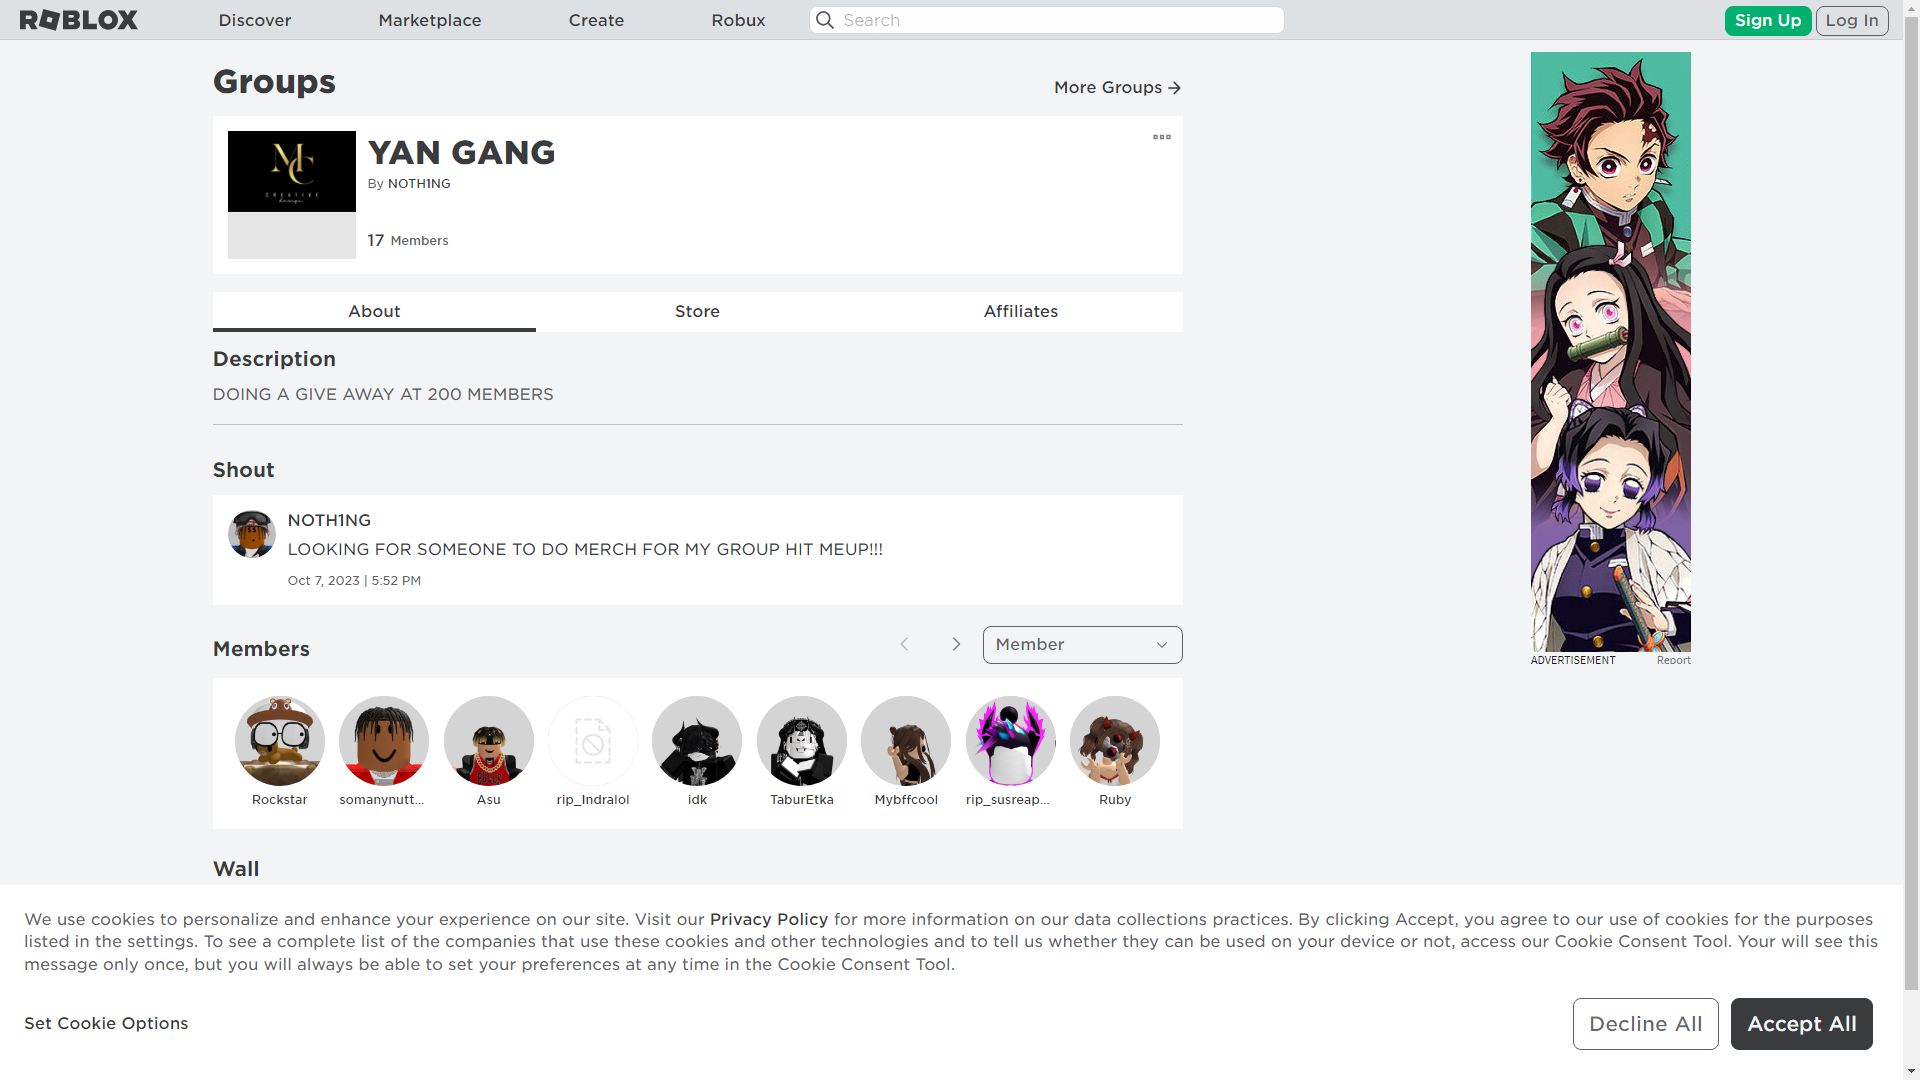 ROBLOX
Discover
Marketplace
Create
Robux
Search
Sign Up
Log In
Groups
More Groups
MC
CREATIVE
design
YAN GANG
By NOTH1NG
17 Members
About
Store
Affiliates
Description
DOING A GIVE AWAY AT 200 MEMBERS
Shout
NOTH1NG
LOOKING FOR SOMEONE TO DO MERCH FOR MY GROUP HIT MEUP!!!
Oct 7, 2023 | 5:52 PM
ADVERTISEMENT
Report
Members
Member
BULLS
Rockstar
somanynutt...
Asu
rip_Indralol
idk
TaburEtka
Mybffcool
rip_susreap...
Ruby
Wall
We use cookies to personalize and enhance your experience on our site. Visit our Privacy Policy for more information on our data collections practices. By clicking Accept, you agree to our use of cookies for the purposes
listed in the settings. To see a complete list of the companies that use these cookies and other technologies and to tell us whether they can be used on your device or not, access our Cookie Consent Tool. Your will see this
message only once, but you will always be able to set your preferences at any time in the Cookie Consent Tool.
Set Cookie Options
Decline All
Accept All